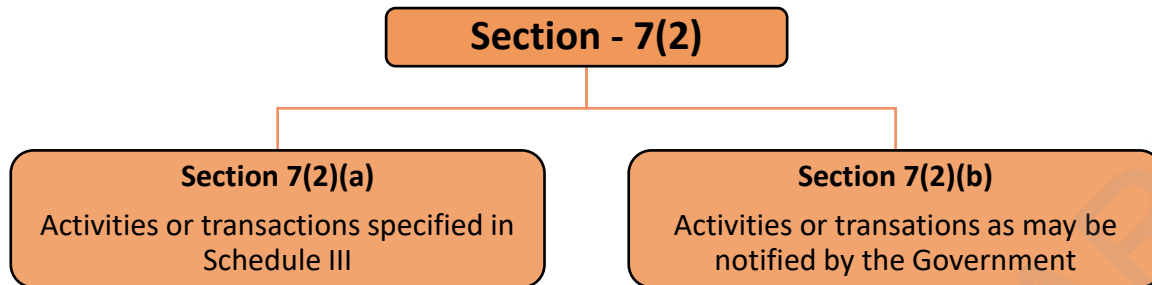 Section - 7(2)
Section 7(2)(a)
Activities or transactions specified in
Schedule III
Section 7(2)(b)
Activities or transations as may be
notified by the Government